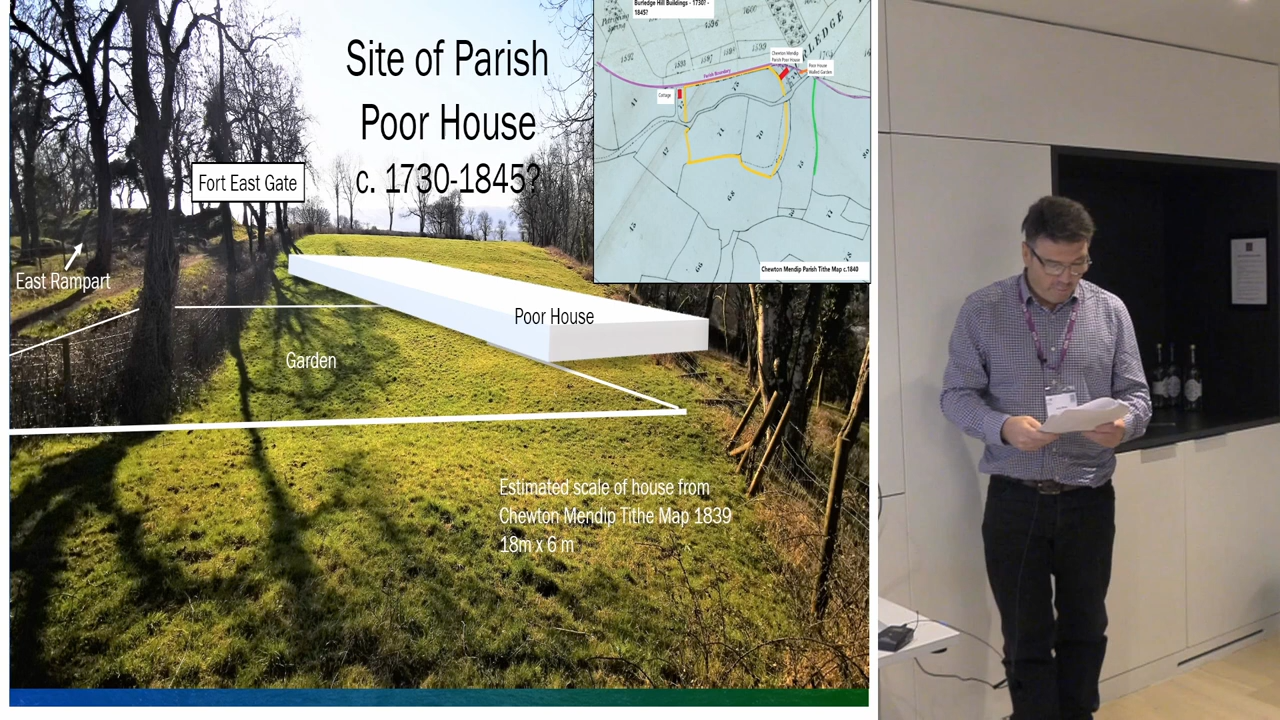 Site of Parish
Poor House
c. 1730-1845?
Fort East Gate
East Rampart
Poor House
Garden
Estimated scale of house from
Chewton Mendip Tithe Map 1839
18m x 6 m
Burledge Hill Buildings - 1730? -
1845?
Chewton Mendip
Parish Poor House
Poor House
Walled Garden
Parish Boundary
Cottage
Chewton Mendip Parish Tithe Map c.1840